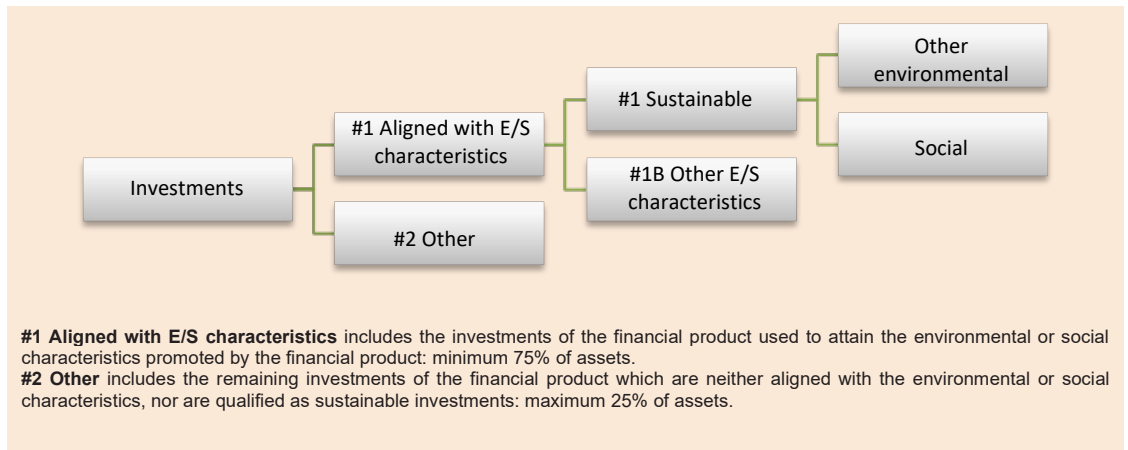 Other
environmental
#1 Sustainable
#1 Aligned with E/S
characteristics
Social
Investments
#1B Other E/S
characteristics
#2 Other
#1 Aligned with E/S characteristics includes the investments of the financial product used to attain the environmental or social
characteristics promoted by the financial product: minimum 75% of assets.
#2 Other includes the remaining investments of the financial product which are neither aligned with the environmental or social
characteristics, nor are qualified as sustainable investments: maximum 25% of assets.